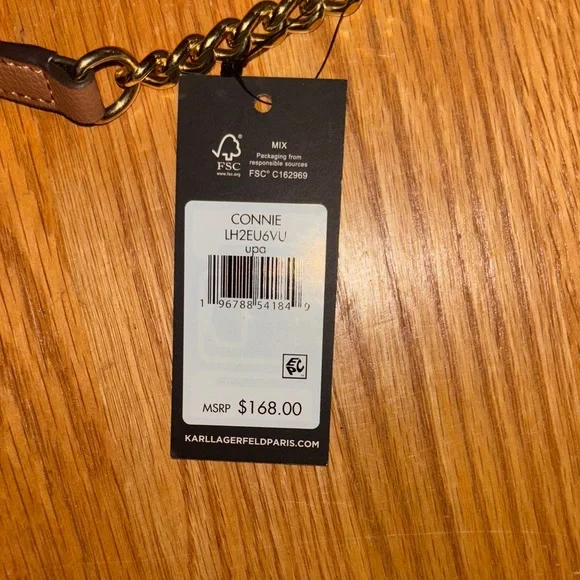 MIX
Packaging from
responsible sources
FSC® C162969
FSC
www.fsc.org
CONNIE
LH2EU6VU
upa
1 96788 54184 9
EPC
MSRP $168.00
KARLLAGERFELDPARIS.COM